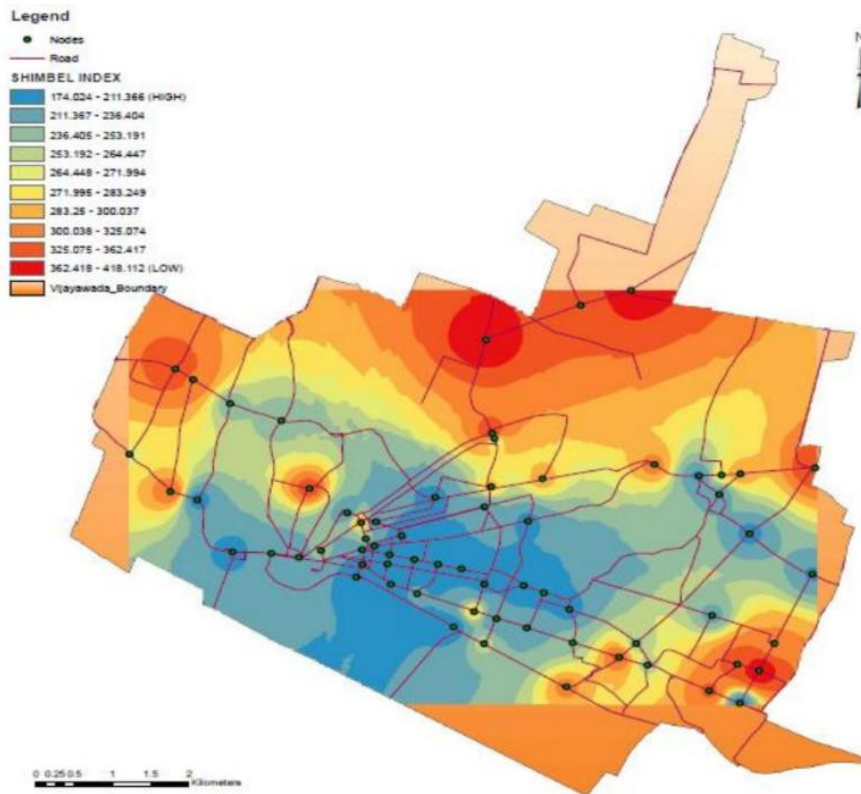 Legend
Nodes
Road
SHIMBEL INDEX
174.024 - 211.366 (HIGH)
211.367 - 236.404
236.405 - 253.191
253.192 - 264.447
264.448 - 271.994
271.995 - 283.249
283.25 - 300.037
300.038 - 325.074
325.075 - 362.417
362.418 - 418.112 (LOW)
Vijayawada_Boundary
N
0 0.25 0.5 1 1.5 2
Kilometers